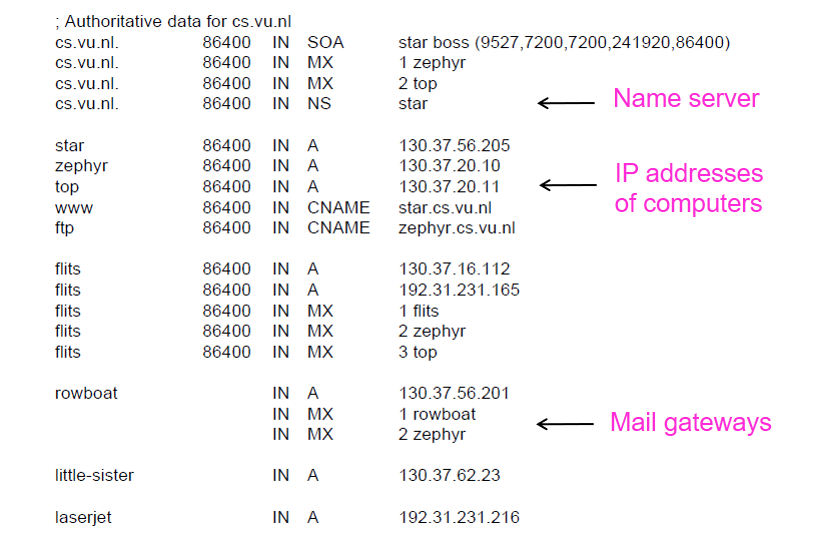 ; Authoritative data for cs.vu.nl
cs.vu.nl. 86400 IN SOA star boss (9527,7200,7200,241920,86400)
cs.vu.nl. 86400 IN MX 1 zephyr
cs.vu.nl. 86400 IN MX 2 top
cs.vu.nl. 86400 IN NS star
Name server
star 86400 IN A 130.37.56.205
zephyr 86400 IN A 130.37.20.10
top 86400 IN A 130.37.20.11
www 86400 IN CNAME star.cs.vu.nl
ftp 86400 IN CNAME zephyr.cs.vu.nl
IP addresses
of computers
flits 86400 IN A 130.37.16.112
flits 86400 IN A 192.31.231.165
flits 86400 IN MX 1 flits
flits 86400 IN MX 2 zephyr
flits 86400 IN MX 3 top
rowboat IN A 130.37.56.201
IN MX 1 rowboat
IN MX 2 zephyr
Mail gateways
little-sister IN A 130.37.62.23
laserjet IN A 192.31.231.216